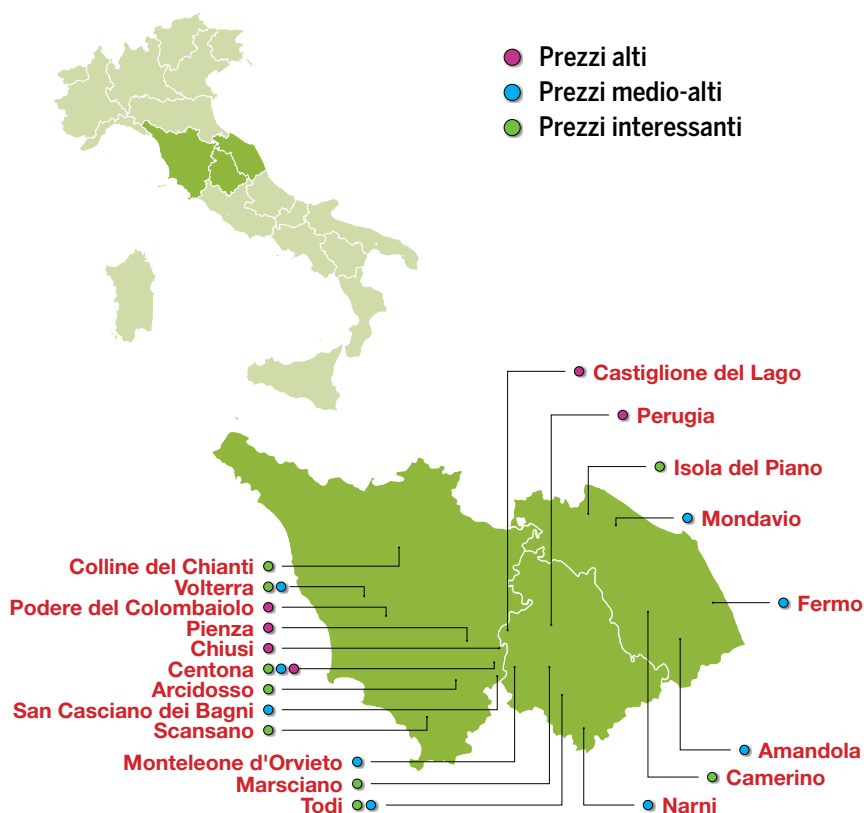 Prezzi alti
Prezzi medio-alti
Prezzi interessanti
Castiglione del Lago
Perugia
Isola del Piano
Mondavio
Colline del Chianti
Volterra
Podere del Colombaiolo
Fermo
Pienza
Chiusi
Centona
Arcidosso
San Casciano dei Bagni
Scansano
Amandola
Monteleone d'Orvieto
Camerino
Marsciano
Todi
Narni